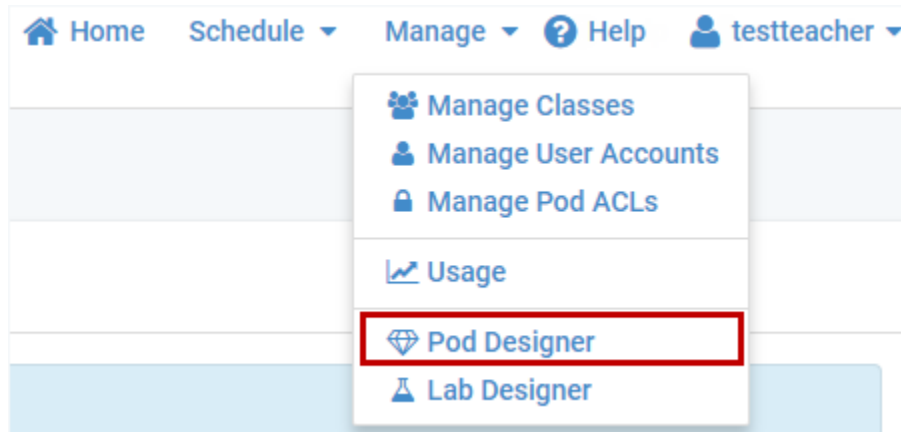 Home Schedule Manage Help testteacher
Manage Classes
Manage User Accounts
Manage Pod ACLs
Usage
Pod Designer
Lab Designer